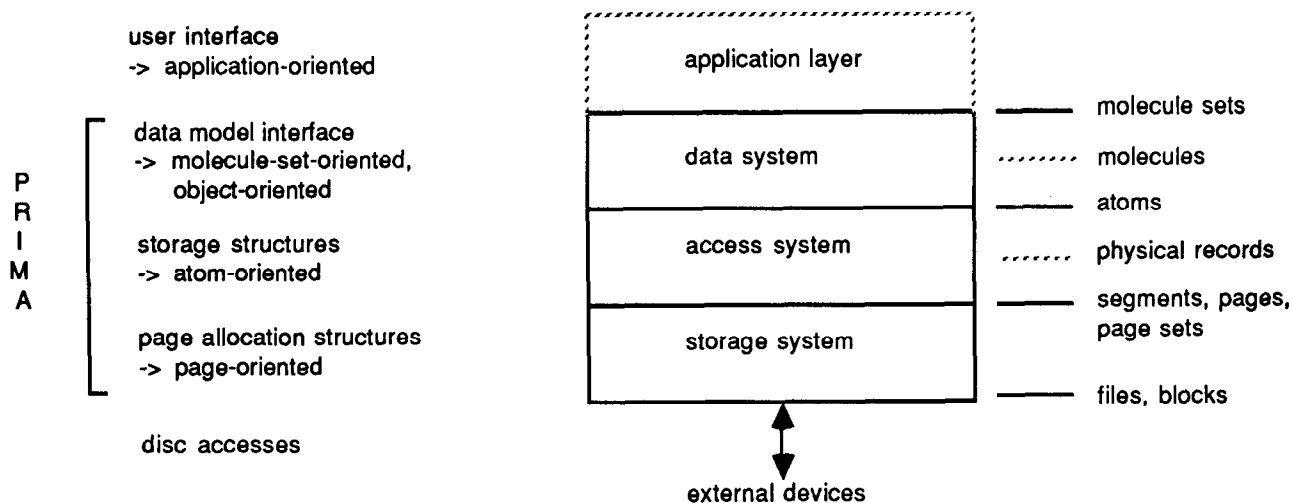 user interface
-> application-oriented
PRIMA
data model interface
-> molecule-set-oriented,
object-oriented
storage structures
-> atom-oriented
page allocation structures
-> page-oriented
disc accesses
application layer
data system
access system
storage system
external devices
molecule sets
molecules
atoms
physical records
segments, pages,
page sets
files, blocks